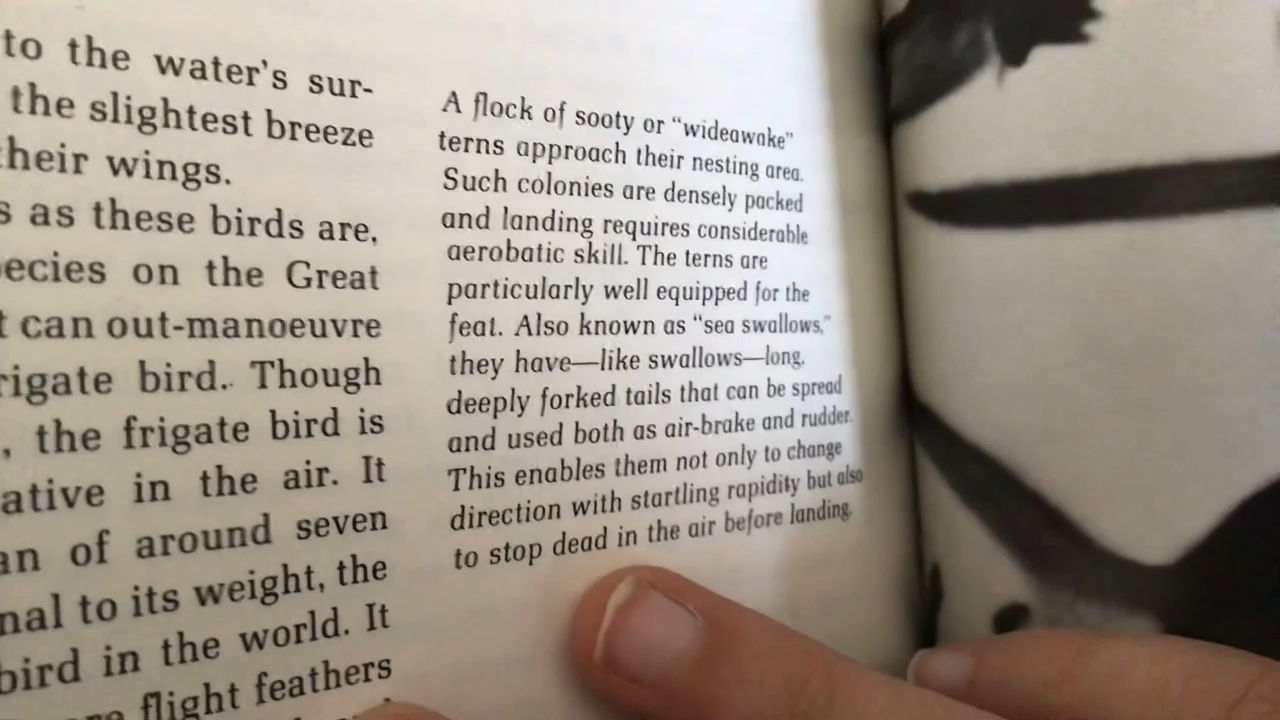 to the water's sur-
the slightest breeze
their wings.
as these birds are,
on the Great
can out-manoeuvre
bird. Though
, the frigate bird is
in the air. It
of around seven
to its weight, the
bird in the world. It
flight feathers
A flock of sooty or "wideawake"
terns approach their nesting area.
Such colonies are densely packed
and landing requires considerable
aerobatic skill. The terns are
particularly well equipped for the
feat. Also known as "sea swallows,"
they have—like swallows—long,
deeply forked tails that can be spread
and used both as air-brake and rudder.
This enables them not only to change
direction with startling rapidity but also
to stop dead in the air before landing.